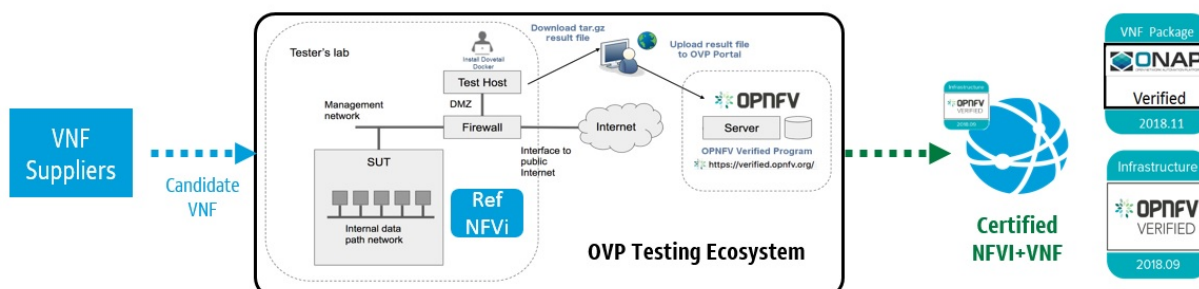 VNF
Suppliers
Candidate
VNF
Tester's lab
Install Dovetail
Docker
Test Host
DMZ
Management
network
Firewall
SUT
Internal data
path network
Interface to
public
Internet
Ref
NFVi
Internet
Download tar.gz
result file
Upload result file
to OVP Portal
OPNFV
Server
OPNFV Verified Program
https://verified.opnfv.org/
OVP Testing Ecosystem
Infrastructure
OPNFV
VERIFIED
2018.09
Certified
NFVI+VNF
VNF Package
ONAP
Verified
2018.11
Infrastructure
OPNFV
VERIFIED
2018.09